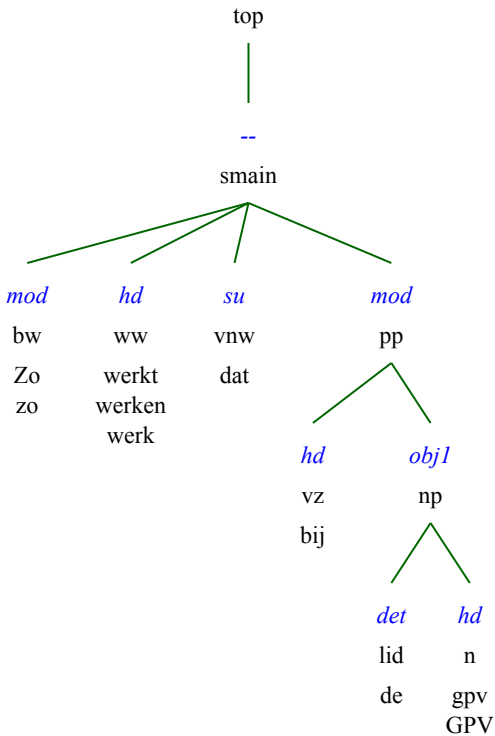 top
--
smain
mod hd su mod
bw ww vnw pp
Zo werkt dat
zo werken
werk
hd obj1
vz np
bij
det hd
lid n
de gpv
GPV